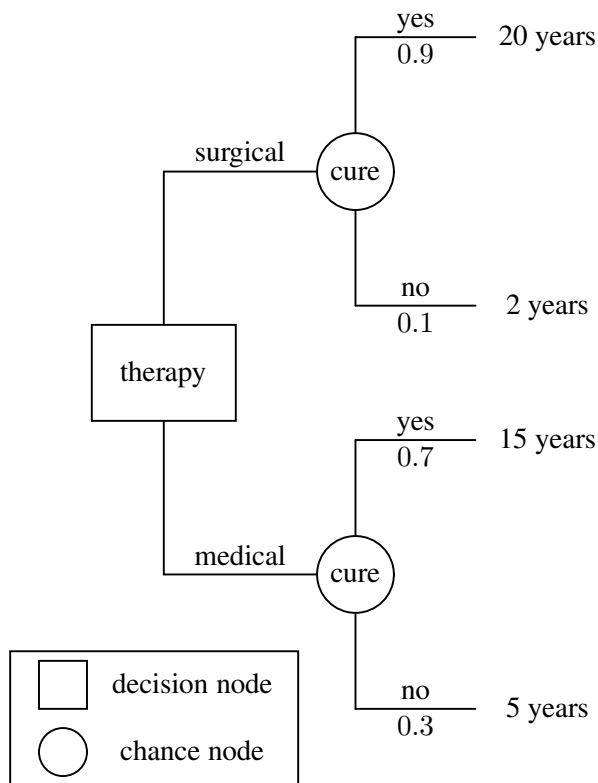 yes
0.9
20 years
surgical
cure
no
0.1
2 years
therapy
yes
0.7
15 years
medical
cure
no
0.3
5 years
decision node
chance node